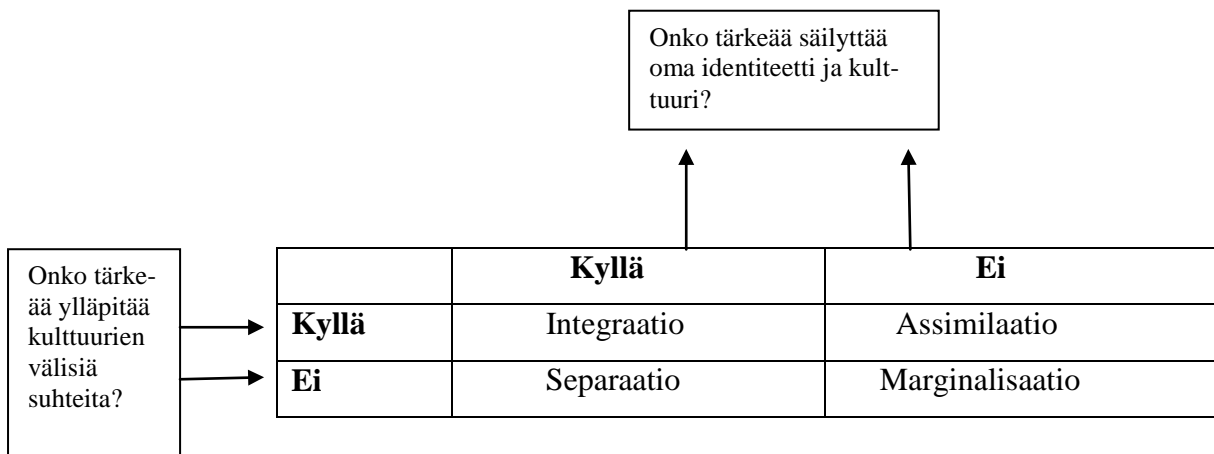 Onko tärkeää säilyttää
oma identiteetti ja kult-
tuuri?
Onko tärke-
ää ylläpitää
kulttuurien
välisiä
suhteita?
Kyllä Ei
Kyllä Integraatio Assimilaatio
Ei Separaatio Marginalisaatio